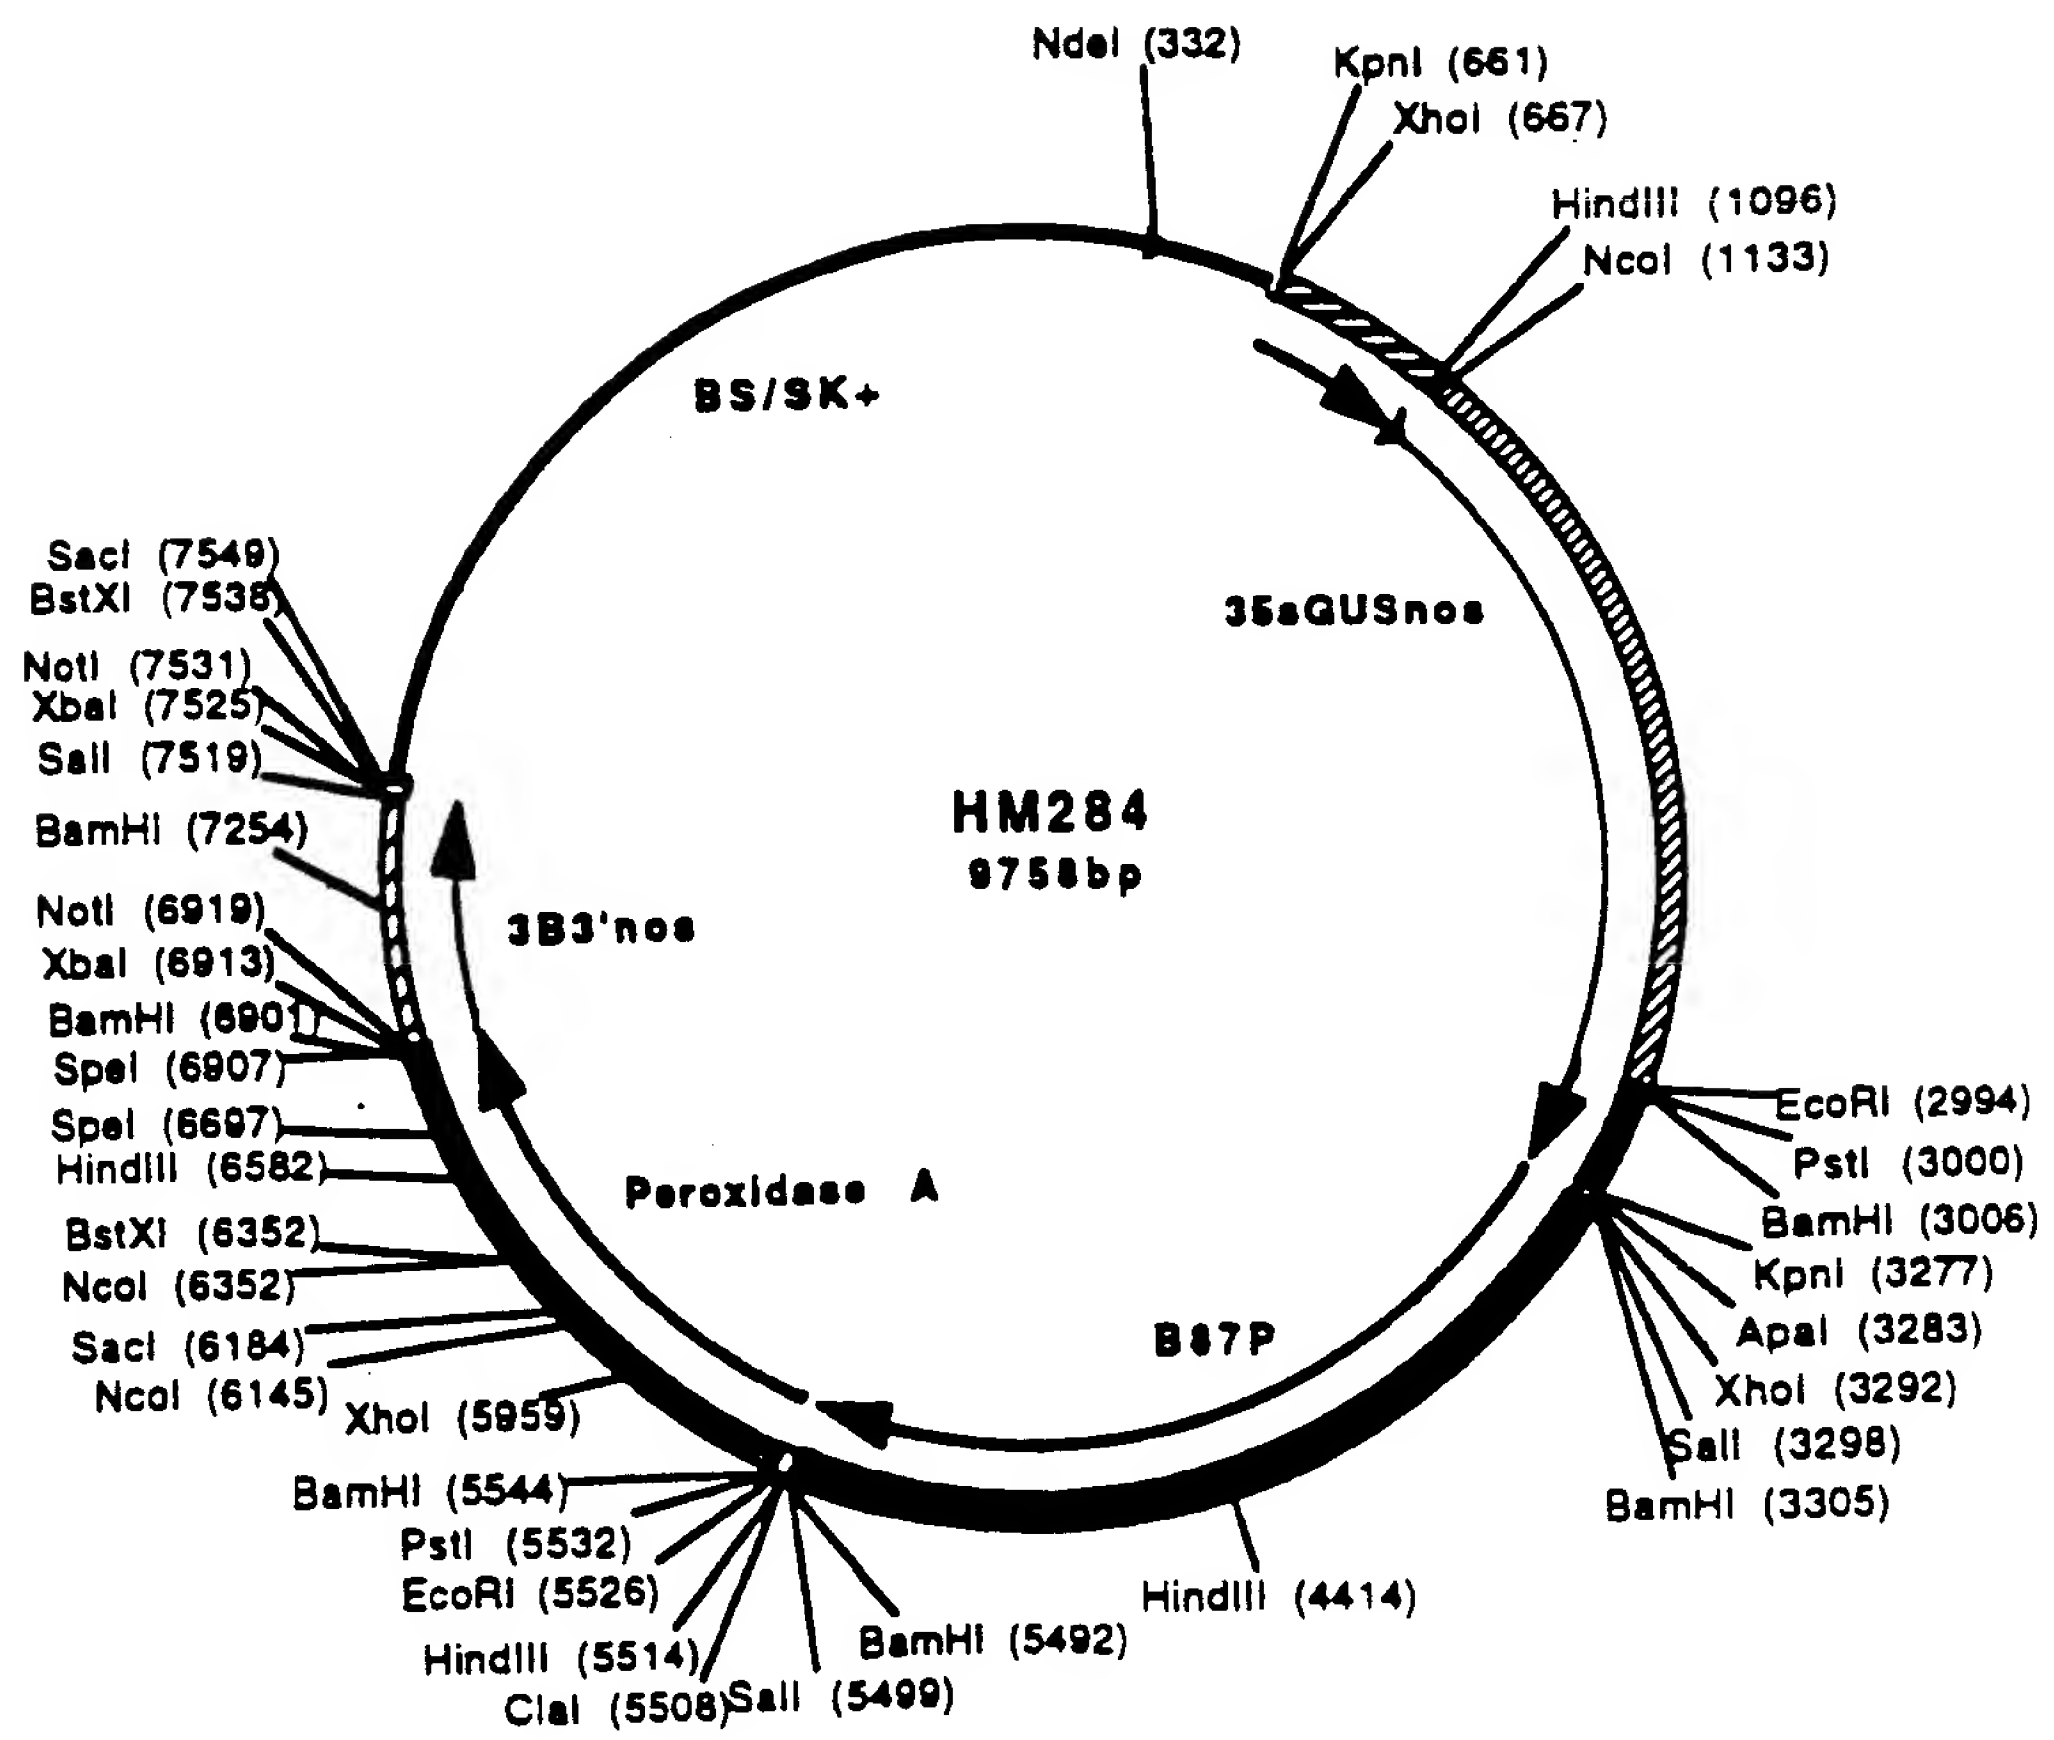 NdeI (332)
KpnI (661)
XhoI (667)
HindIII (1096)
NcoI (1133)
BS/SK+
SacI (7549)
BstXI (7538)
35sGUSnos
NotI (7531)
XbaI (7525)
SalI (7519)
HM284
9758bp
BamHI (7254)
NotI (6919)
3B3'nos
XbaI (6913)
BamHI (6901)
SpeI (6907)
EcoRI (2994)
SpeI (6697)
PstI (3000)
HindIII (6582)
Peroxidase A
BamHI (3006)
BstXI (6352)
KpnI (3277)
NcoI (6352)
ApaI (3283)
B87P
SacI (6184)
XhoI (3292)
NcoI (6145)
XhoI (5959)
SalI (3298)
BamHI (5544)
BamHI (3305)
PstI (5532)
EcoRI (5526)
HindIII (4414)
BamHI (5492)
HindIII (5514)
ClaI (5508)
SalI (5499)